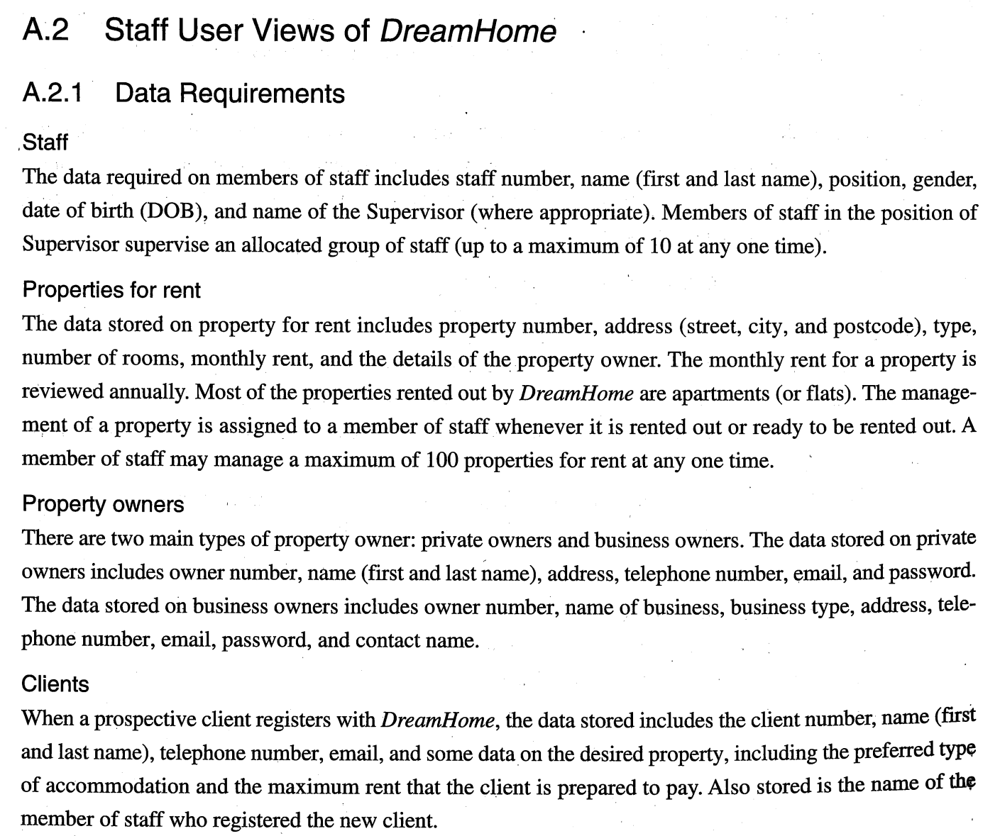 A.2 Staff User Views of DreamHome
A.2.1 Data Requirements
Staff
The data required on members of staff includes staff number, name (first and last name), position, gender,
date of birth (DOB), and name of the Supervisor (where appropriate). Members of staff in the position of
Supervisor supervise an allocated group of staff (up to a maximum of 10 at any one time).
Properties for rent
The data stored on property for rent includes property number, address (street, city, and postcode), type,
number of rooms, monthly rent, and the details of the property owner. The monthly rent for a property is
reviewed annually. Most of the properties rented out by DreamHome are apartments (or flats). The manage-
ment of a property is assigned to a member of staff whenever it is rented out or ready to be rented out. A
member of staff may manage a maximum of 100 properties for rent at any one time.
Property owners
There are two main types of property owner: private owners and business owners. The data stored on private
owners includes owner number, name (first and last name), address, telephone number, email, and password.
The data stored on business owners includes owner number, name of business, business type, address, tele-
phone number, email, password, and contact name.
Clients
When a prospective client registers with DreamHome, the data stored includes the client number, name (first
and last name), telephone number, email, and some data on the desired property, including the preferred type
of accommodation and the maximum rent that the client is prepared to pay. Also stored is the name of the
member of staff who registered the new client.